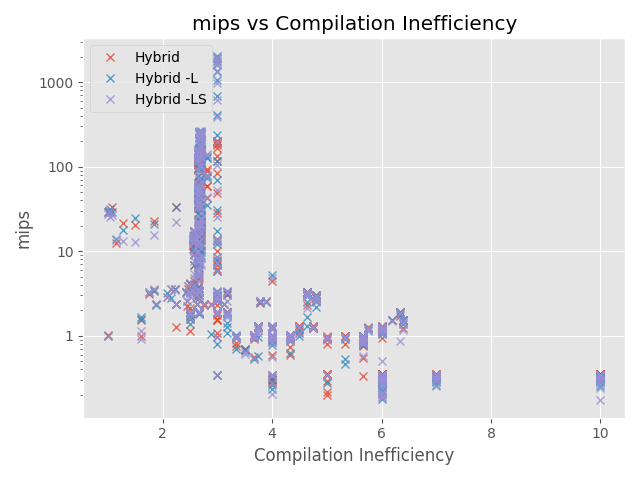 mips vs Compilation Inefficiency
Hybrid
Hybrid -L
Hybrid -LS
1000
100
10
1
mips
2
4
6
8
10
Compilation Inefficiency